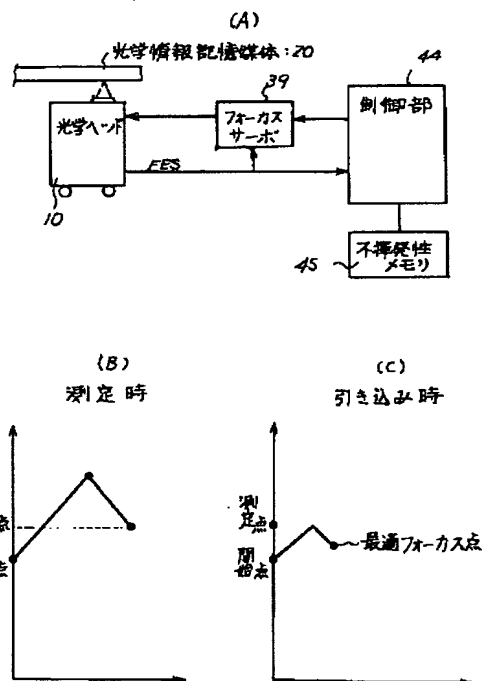 (A)
光学情報記憶媒体:20
光学ヘッド
39
フォーカス
サーボ
44
制御部
FES
10
45
不揮発性
メモリ
(B)
測定時
点
点
(C)
引き込み時
測定点
開始点
最適フォーカス点